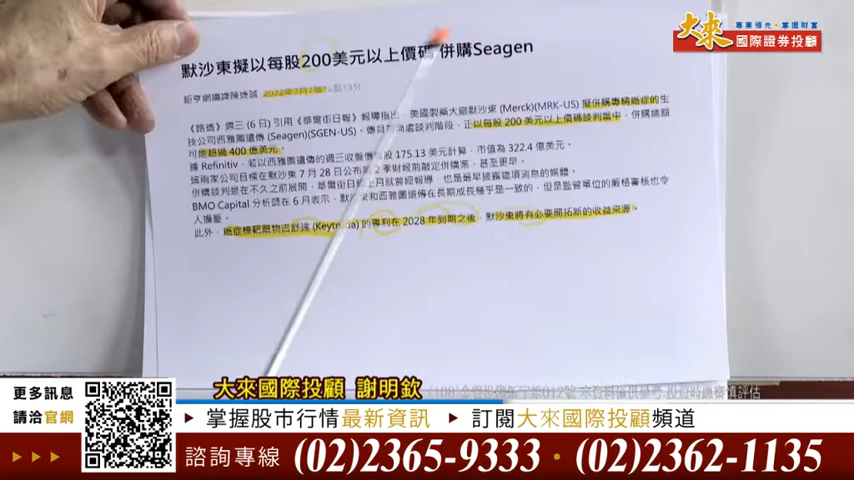 大來
專業領先·掌握財富
國際證券投顧
默沙東擬以每股200美元以上價碼 併購Seagen
鉅亨網編譯陳達誠 2022年7月7日
《路透》週三 (6 日) 引用《華爾街日報》報導指出，美國製藥大廠默沙東 (Merck)(MRK-US) 擬併購專精癌症的生
技公司西雅圖遺傳 (Seagen)(SGEN-US)。傳目前尚處談判階段，正以每股 200 美元以上價碼談判當中，併購總額
可能超過 400 億美元。
據 Refinitiv，若以西雅圖遺傳的週三收盤價每股 175.13 美元計算，市值為 322.4 億美元。
這兩家公司目標在默沙東 7 月 28 日公布第 2 季財報前敲定併購案，甚至更早。
併購談判是在不久之前展開，華爾街日報上月就曾經報導，也是最早披露這項消息的媒體。
BMO Capital 分析師在 6 月表示，默沙東和西雅圖遺傳在長期成長幾乎是一致的，但是監管單位的嚴格審核也令
人擔憂。
此外，癌症標靶藥物吉舒達 (Keytruda) 的專利在 2028 年到期之後，默沙東將有必要開拓新的收益來源。
大來國際投顧 謝明欽
更多訊息
請洽官網
掌握股市行情最新資訊
訂閱大來國際投顧頻道
諮詢專線 (02)2365-9333·(02)2362-1135